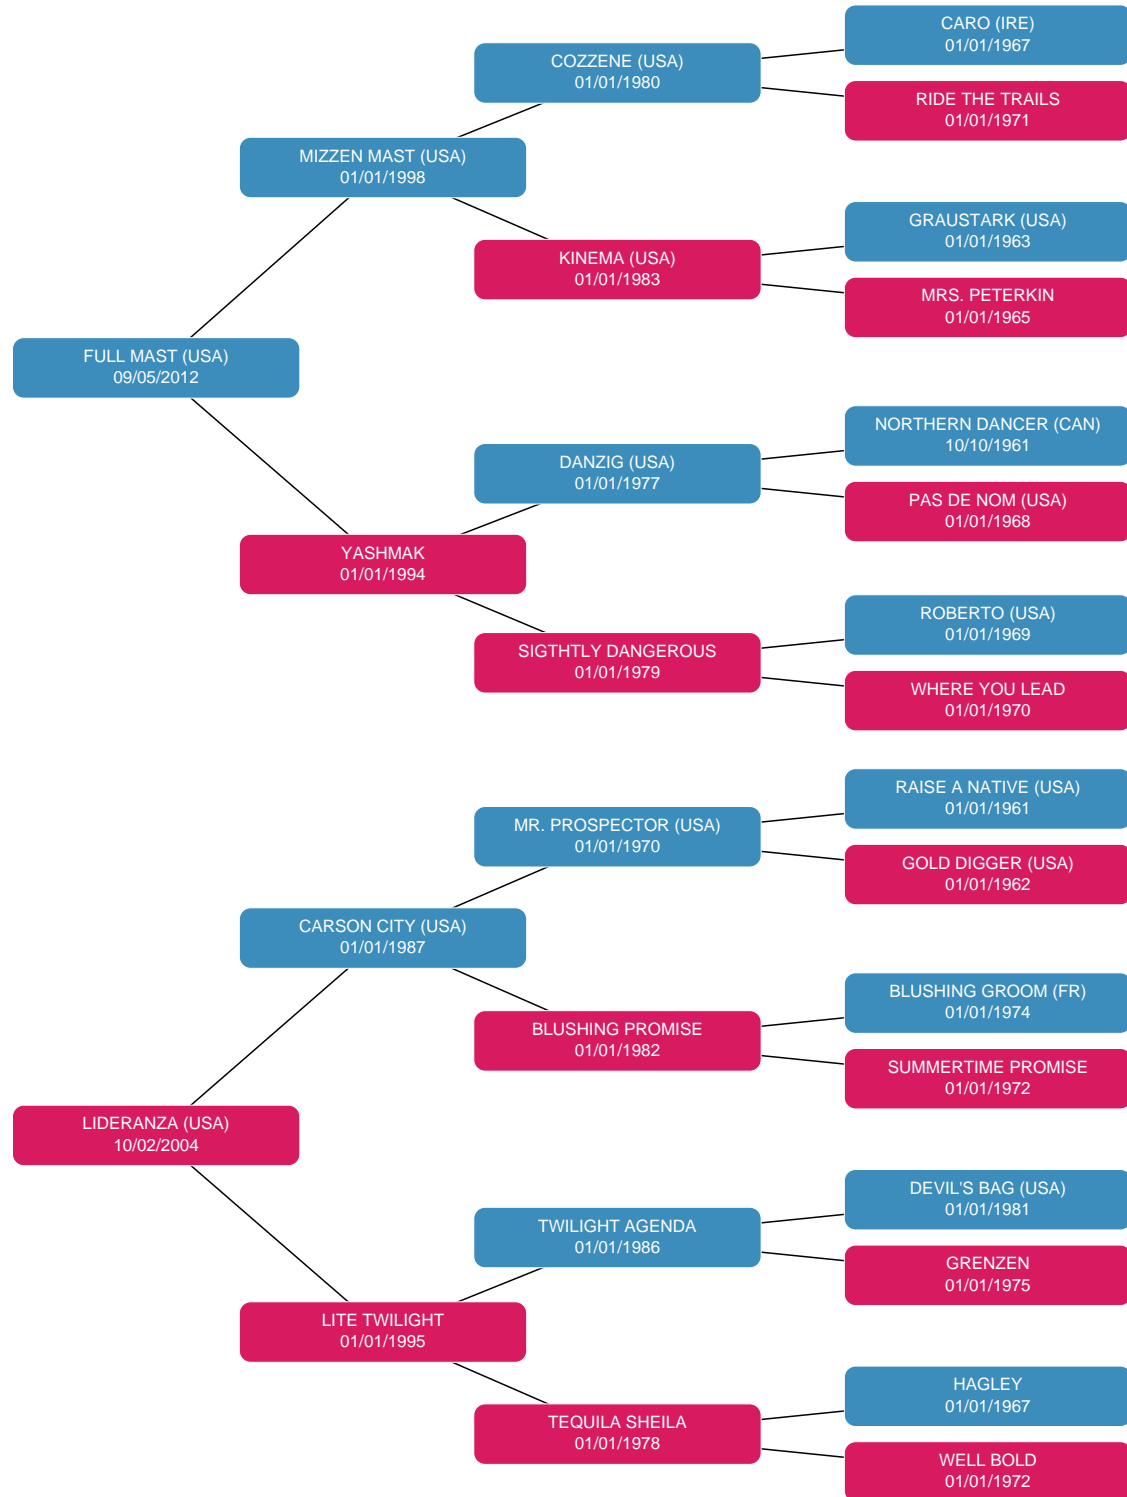 CARO (IRE)
01/01/1967
COZZENE (USA)
01/01/1980
RIDE THE TRAILS
01/01/1971
MIZZEN MAST (USA)
01/01/1998
GRAUSTARK (USA)
01/01/1963
KINEMA (USA)
01/01/1983
MRS. PETERKIN
01/01/1965
FULL MAST (USA)
09/05/2012
NORTHERN DANCER (CAN)
10/10/1961
DANZIG (USA)
01/01/1977
PAS DE NOM (USA)
01/01/1968
YASHMAK
01/01/1994
ROBERTO (USA)
01/01/1969
SIGTHTLY DANGEROUS
01/01/1979
WHERE YOU LEAD
01/01/1970
RAISE A NATIVE (USA)
01/01/1961
MR. PROSPECTOR (USA)
01/01/1970
GOLD DIGGER (USA)
01/01/1962
CARSON CITY (USA)
01/01/1987
BLUSHING GROOM (FR)
01/01/1974
BLUSHING PROMISE
01/01/1982
SUMMERTIME PROMISE
01/01/1972
LIDERANZA (USA)
10/02/2004
DEVIL'S BAG (USA)
01/01/1981
TWILIGHT AGENDA
01/01/1986
GRENZEN
01/01/1975
LITE TWILIGHT
01/01/1995
HAGLEY
01/01/1967
TEQUILA SHEILA
01/01/1978
WELL BOLD
01/01/1972